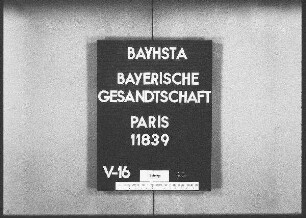 BAYHSTA
BAYERISCHE
GESANDTSCHAFT
PARIS
11839
V-16